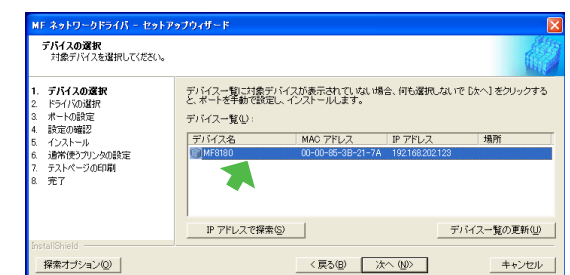 MF ネットワークドライバ - セットアップウィザード
デバイスの選択
対象デバイスを選択してください。
1. デバイスの選択
2. ドライバの選択
3. ポートの設定
4. 設定の確認
5. インストール
6. 通常使うプリンタの設定
7. テストページの印刷
8. 完了
デバイス一覧に対象デバイスが表示されていない場合、何も選択しないで [次へ] をクリックする
と、ポートを手動で設定し、インストールします。
デバイス一覧(L):
デバイス名 MAC アドレス IP アドレス 場所
MF8180 00-00-85-3B-21-7A 192.168.202.123
IP アドレスで探索(S) デバイス一覧の更新(U)
InstallShield
探索オプション(O) < 戻る(B) 次へ (N)> キャンセル